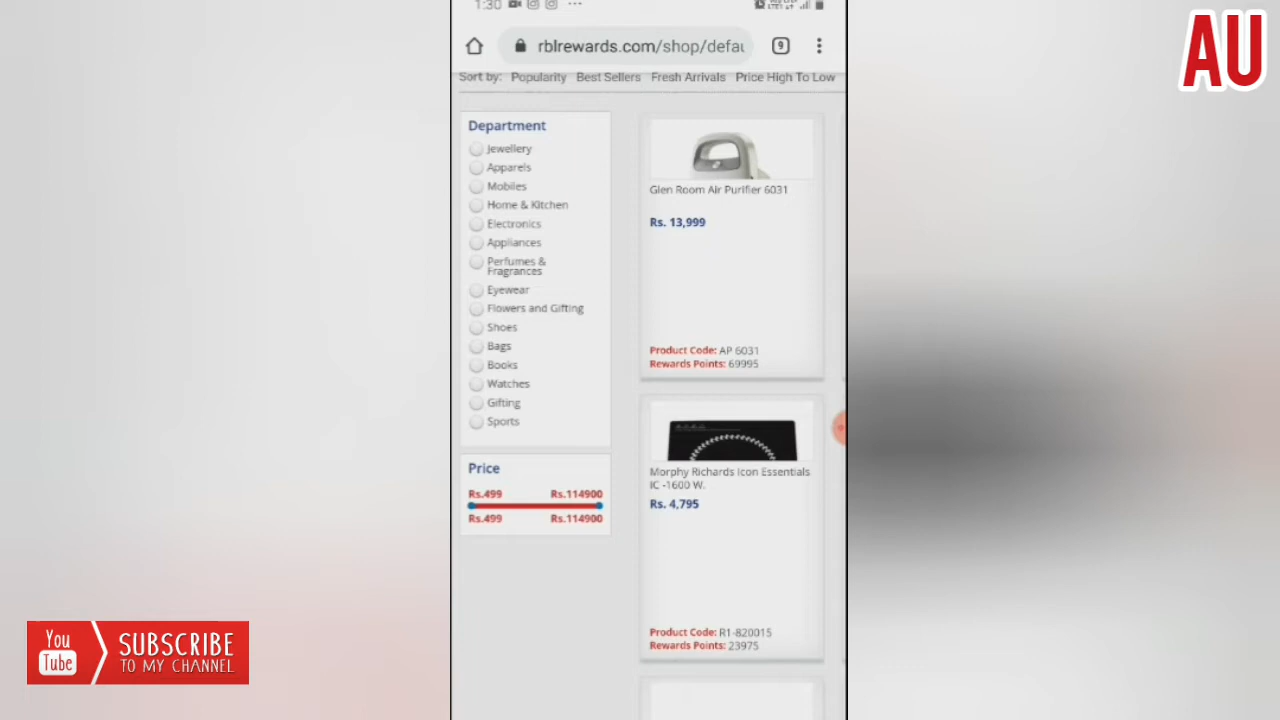 1:30
AU
rblrewards.com/shop/defau
9
Sort by: Popularity Best Sellers Fresh Arrivals Price High To Low
Department
Jewellery
Apparels
Mobiles
Home & Kitchen
Electronics
Appliances
Perfumes &
Fragrances
Eyewear
Flowers and Gifting
Shoes
Bags
Books
Watches
Gifting
Sports
Price
Rs.499 Rs.114900
Rs.499 Rs.114900
Glen Room Air Purifier 6031
Rs. 13,999
Product Code: AP 6031
Rewards Points: 69995
Morphy Richards Icon Essentials
IC -1600 W.
Rs. 4,795
Product Code: R1-820015
Rewards Points: 23975
You
Tube
SUBSCRIBE
TO MY CHANNEL